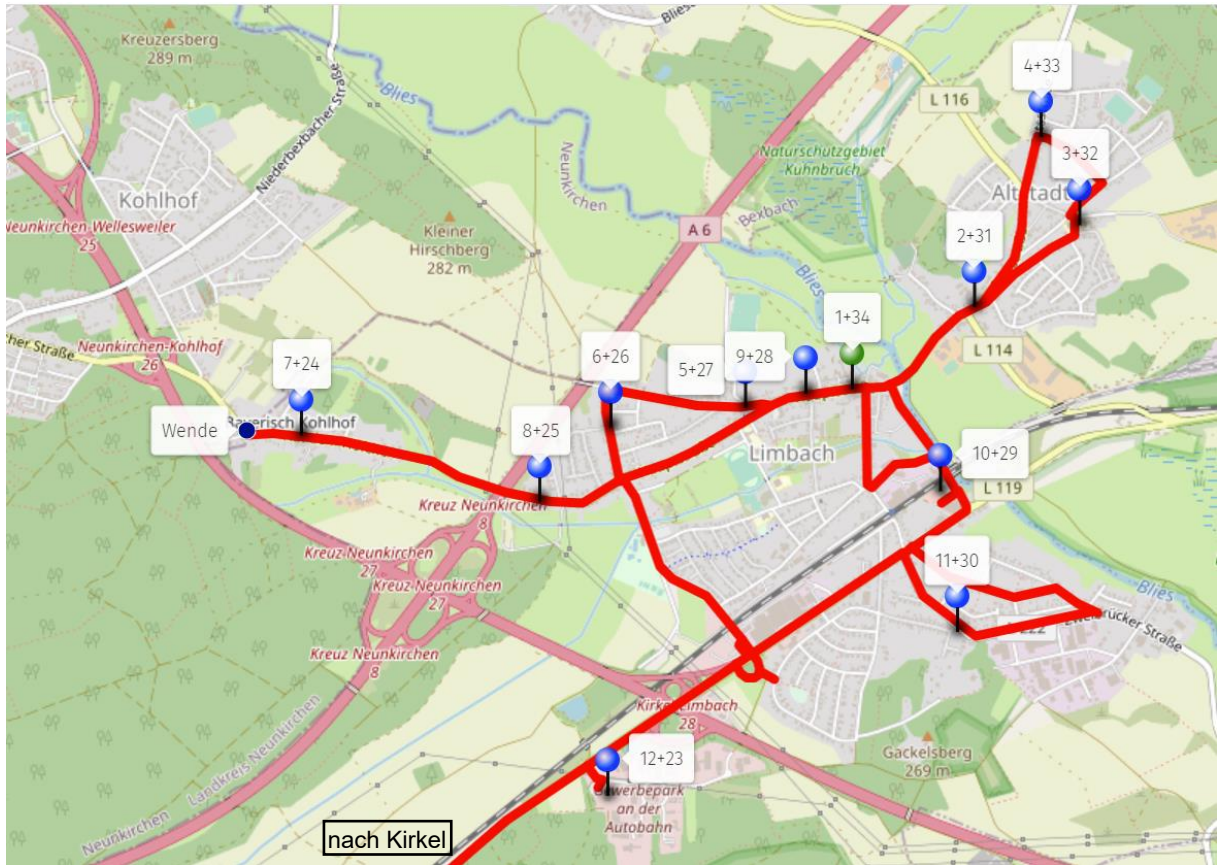 Kreuzersberg
289 m
Blies
Niederbexbacher Straße
L 116
4+33
Neunkirchen
Naturschutzgebiet
Kuhnbruch
3+32
Kohlhof
Altstadt
Neunkirchen-Wellesweiler
25
Kleiner
Hirschberg
282 m
A 6
Bexbach
Blies
2+31
1+34
L 114
Neunkirchen-Kohlhof
26
7+24
6+26
5+27
9+28
Wende
Bayerisch Kohlhof
8+25
Limbach
10+29
L 119
Kreuz Neunkirchen
8
Kreuz Neunkirchen
27
Kreuz Neunkirchen
27
11+30
Blies
Zweibrücker Straße
Kreuz Neunkirchen
8
Landkreis Neunkirchen
Neunkirchen
28
12+23
Gackelsberg
269 m
Gewerbepark
an der
Autobahn
nach Kirkel